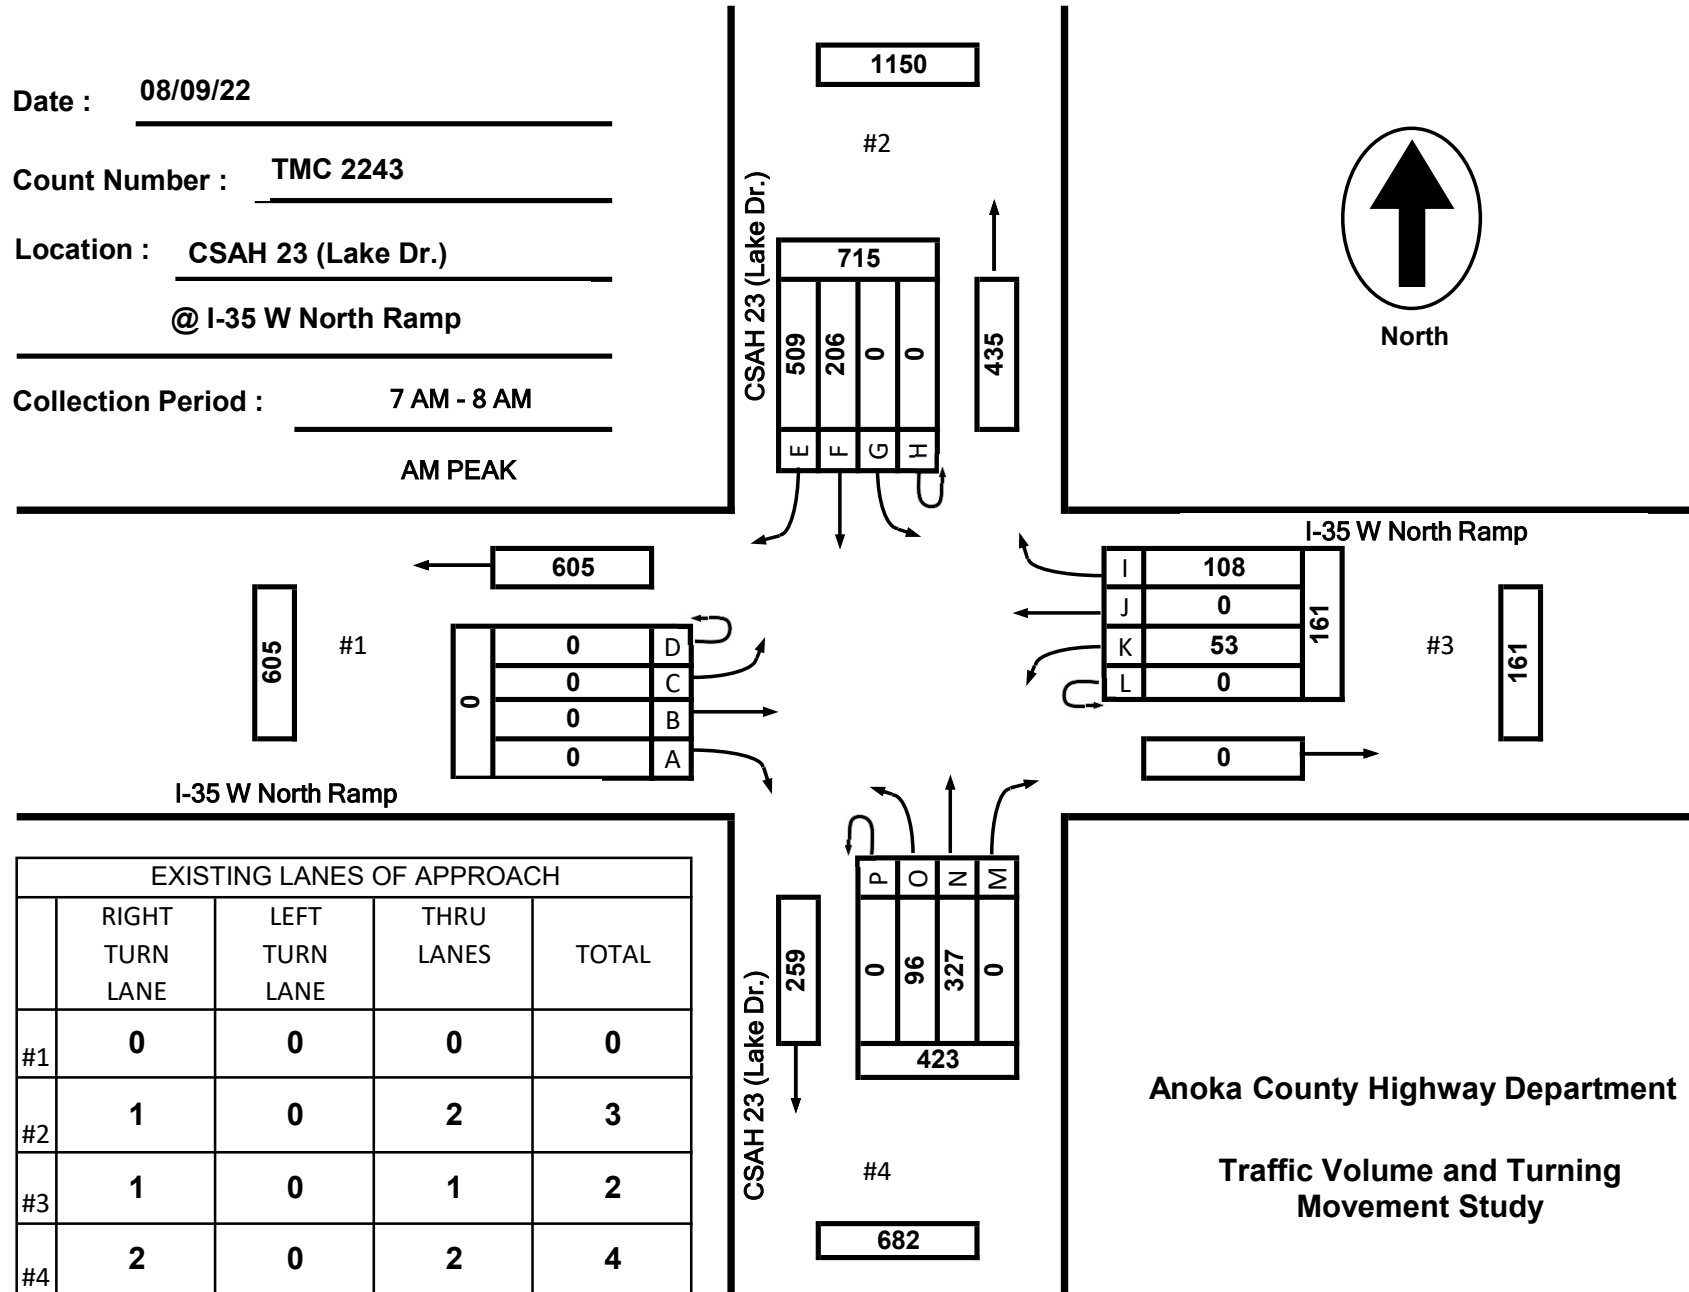 Date : 08/09/22
Count Number : TMC 2243
Location : CSAH 23 (Lake Dr.)
@ I-35 W North Ramp
Collection Period : 7 AM - 8 AM
AM PEAK
1150
#2
CSAH 23 (Lake Dr.)
715
509 206 0 0
E F G H
435
North
I-35 W North Ramp
605
605
#1
0
0 D
0 C
0 B
0 A
I-35 W North Ramp
I 108
J 0
K 53
L 0
161
#3
161
0
P O N M
0 96 327 0
423
259
CSAH 23 (Lake Dr.)
#4
682
EXISTING LANES OF APPROACH
RIGHT LEFT THRU
TURN TURN LANES TOTAL
LANE LANE
#1 0 0 0 0
#2 1 0 2 3
#3 1 0 1 2
#4 2 0 2 4
Anoka County Highway Department
Traffic Volume and Turning
Movement Study